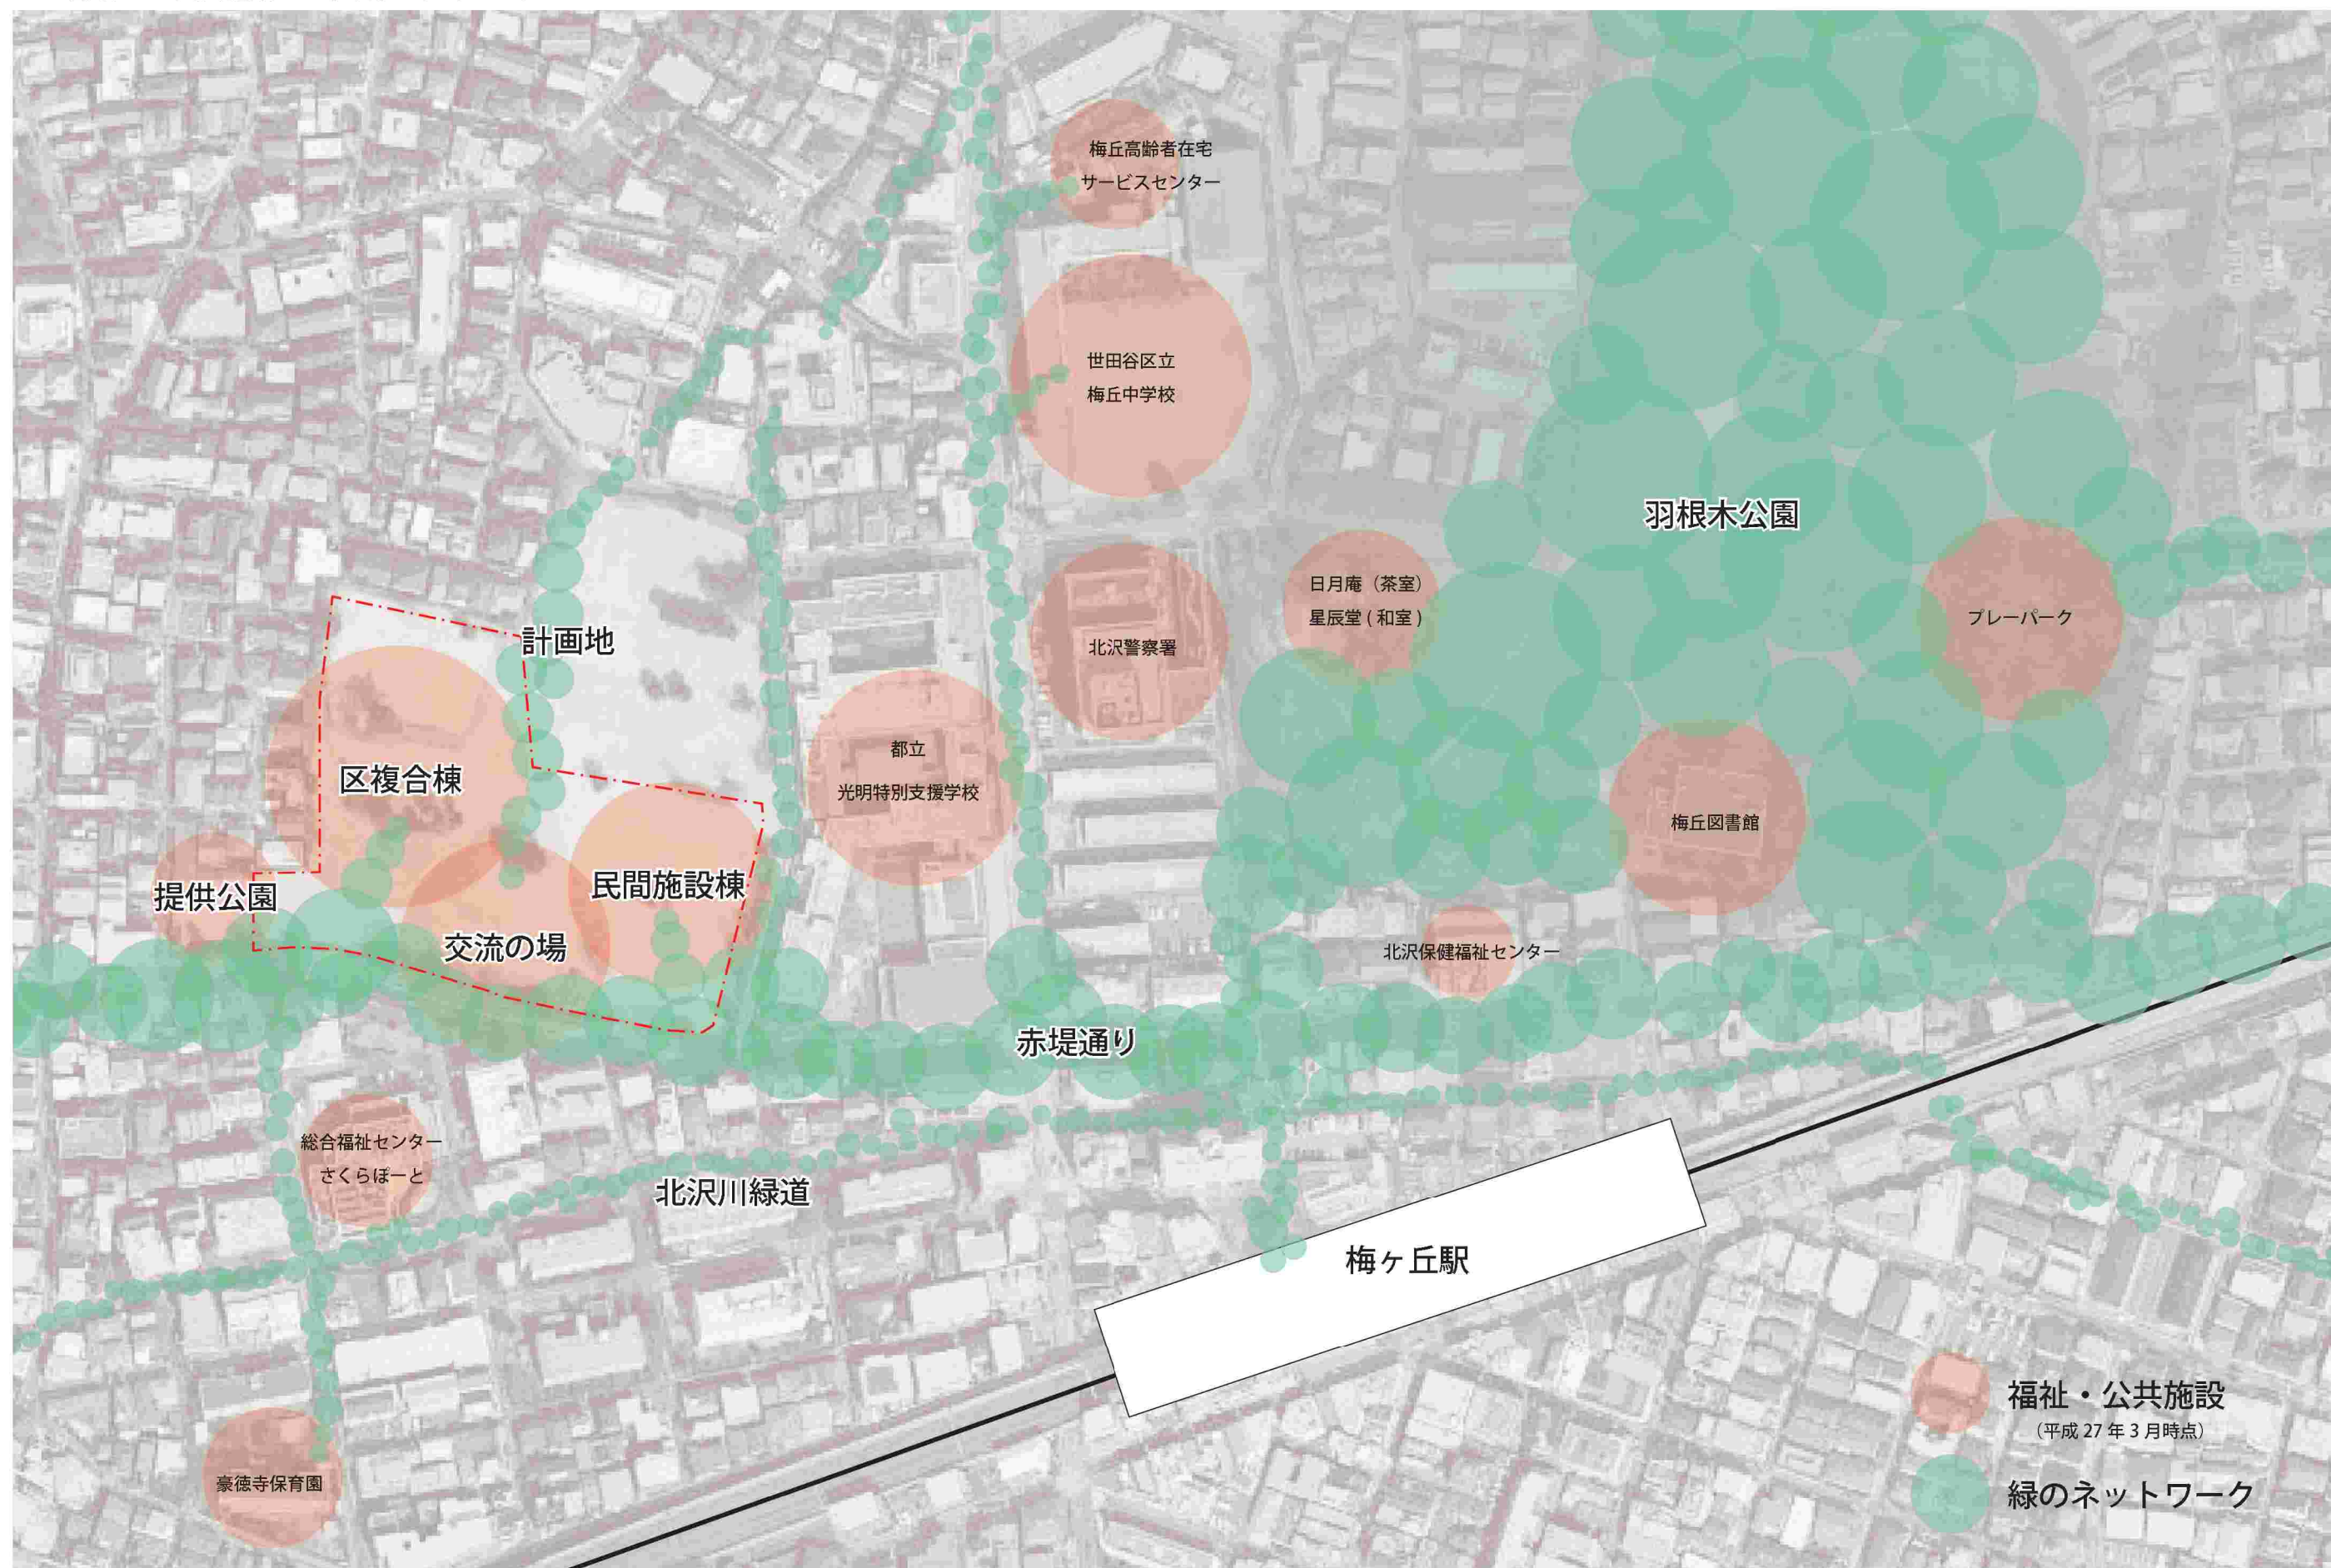 梅丘高齢者在宅
サービスセンター
世田谷区立
梅丘中学校
羽根木公園
日月庵（茶室）
星辰堂 ( 和室 )
プレーパーク
計画地
北沢警察署
都立
光明特別支援学校
区複合棟
梅丘図書館
提供公園
民間施設棟
交流の場
北沢保健福祉センター
赤堤通り
総合福祉センター
さくらぽーと
北沢川緑道
梅ヶ丘駅
豪徳寺保育園
福祉・公共施設
（平成 27 年 3 月時点）
緑のネットワーク